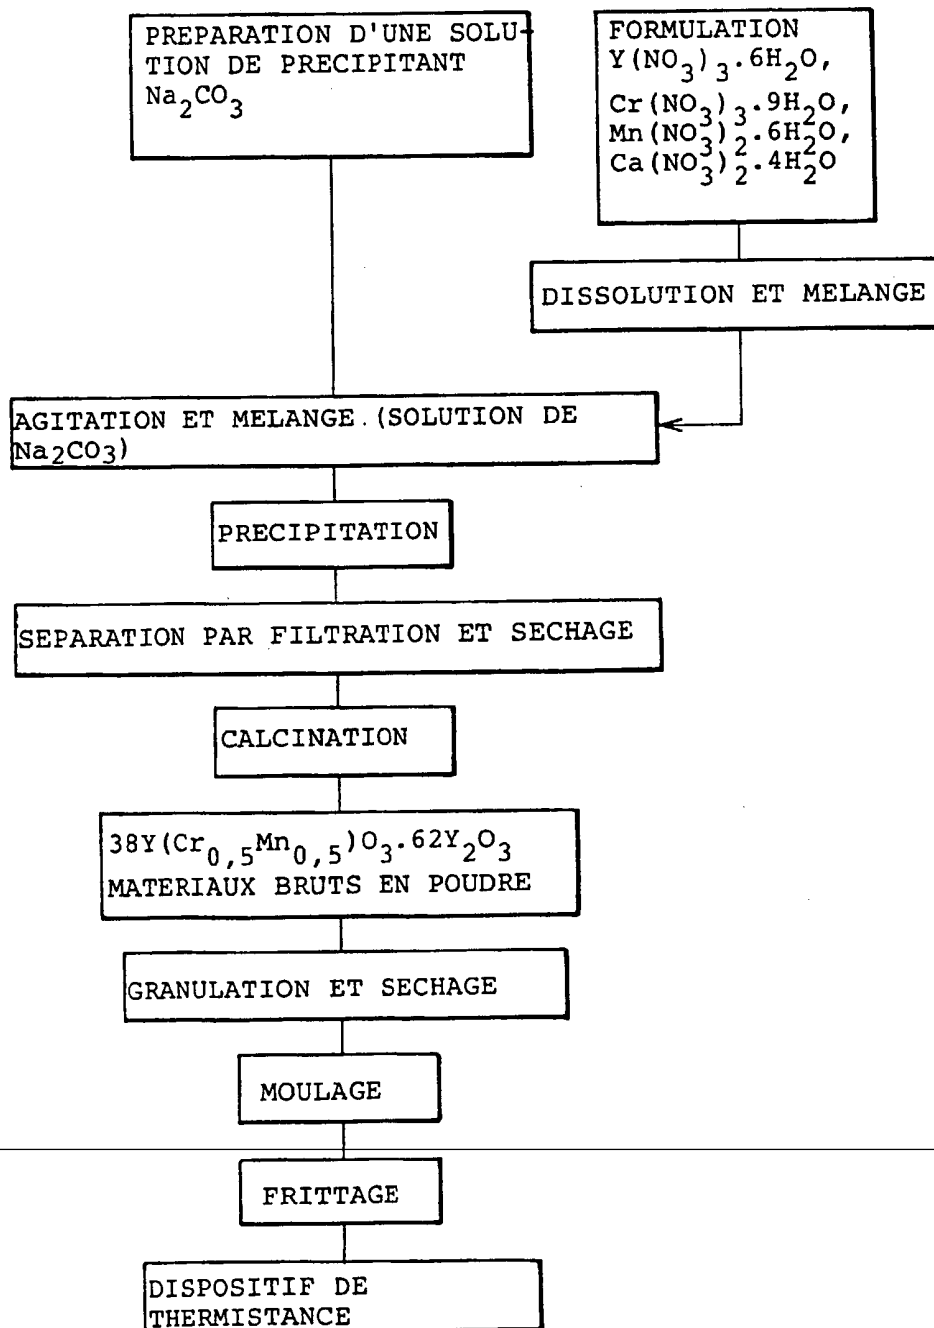 PREPARATION D'UNE SOLU-
TION DE PRECIPITANT
Na₂CO₃
FORMULATION
Y(NO₃)₃.6H₂O,
Cr(NO₃)₃.9H₂O,
Mn(NO₃)₂.6H₂O,
Ca(NO₃)₂.4H₂O
DISSOLUTION ET MELANGE
AGITATION ET MELANGE.(SOLUTION DE
Na₂CO₃)
PRECIPITATION
SEPARATION PAR FILTRATION ET SECHAGE
CALCINATION
38Y(Cr₀,₅Mn₀,₅)O₃.62Y₂O₃
MATERIAUX BRUTS EN POUDRE
GRANULATION ET SECHAGE
MOULAGE
FRITTAGE
DISPOSITIF DE
THERMISTANCE